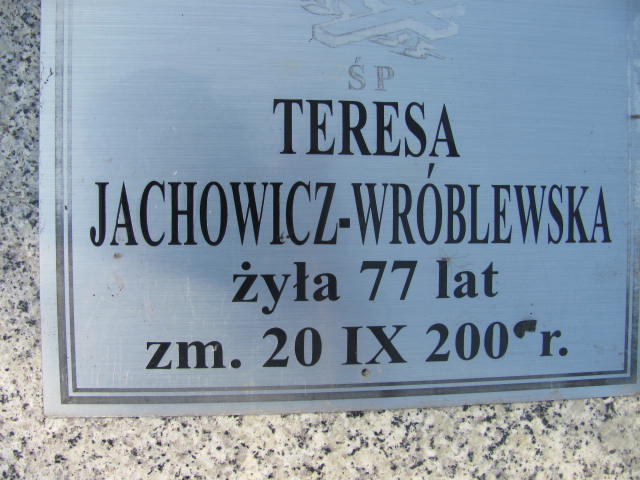 ŚP
TERESA
JACHOWICZ-WRÓBLEWSKA
żyła 77 lat
zm. 20 IX r.